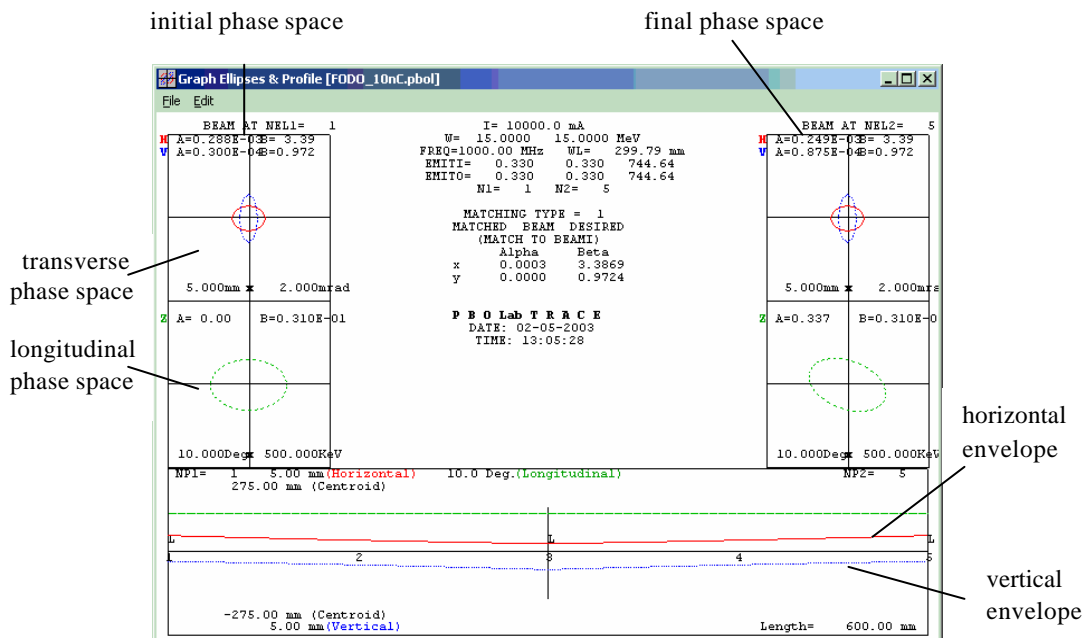 initial phase space
final phase space
Graph Ellipses & Profile [FODO_10nC.pbol]
File Edit
BEAM AT NEL1= 1
H A=0.288E-03B= 3.39
V A=0.300E-04B=0.972
I= 10000.0 mA
W= 15.0000 15.0000 MeV
FREQ=1000.00 MHz WL= 299.79 mm
EMITI= 0.330 0.330 744.64
EMITO= 0.330 0.330 744.64
N1= 1 N2= 5
BEAM AT NEL2= 5
H A=0.249E-03B= 3.39
V A=0.875E-04B=0.972
MATCHING TYPE = 1
MATCHED BEAM DESIRED
(MATCH TO BEAMI)
Alpha Beta
x 0.0003 3.3869
y 0.0000 0.9724
transverse
phase space
5.000mm x 2.000mrad
5.000mm x 2.000mra
Z A= 0.00 B=0.310E-01
P B O Lab T R A C E
DATE: 02-05-2003
TIME: 13:05:28
Z A=0.337 B=0.310E-0
longitudinal
phase space
10.000Deg x 500.000KeV
10.000Deg x 500.000KeV
horizontal
envelope
NP1= 1 5.00 mm(Horizontal) 10.0 Deg.(Longitudinal) NP2= 5
275.00 mm (Centroid)
L L L
1 2 3 4 5
vertical
envelope
-275.00 mm (Centroid)
5.00 mm(Vertical) Length= 600.00 mm